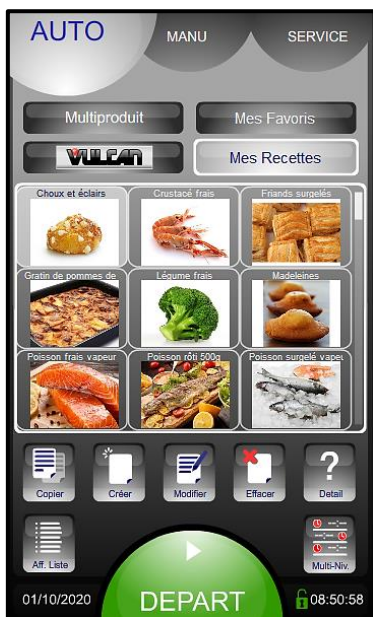 AUTO
MANU
SERVICE
Multiproduit
Mes Favoris
VULCAN
Mes Recettes
Choux et éclairs
Crustacé frais
Friands surgelés
Gratin de pommes de
Légume frais
Madeleines
Poisson frais vapeur
Poisson rôti 500g
Poisson surgelé vapeu
Copier
Créer
Modifier
Effacer
?
Detail
Aff. Liste
--:--
--:--
--:--
Multi-Niv.
01/10/2020
DEPART
08:50:58